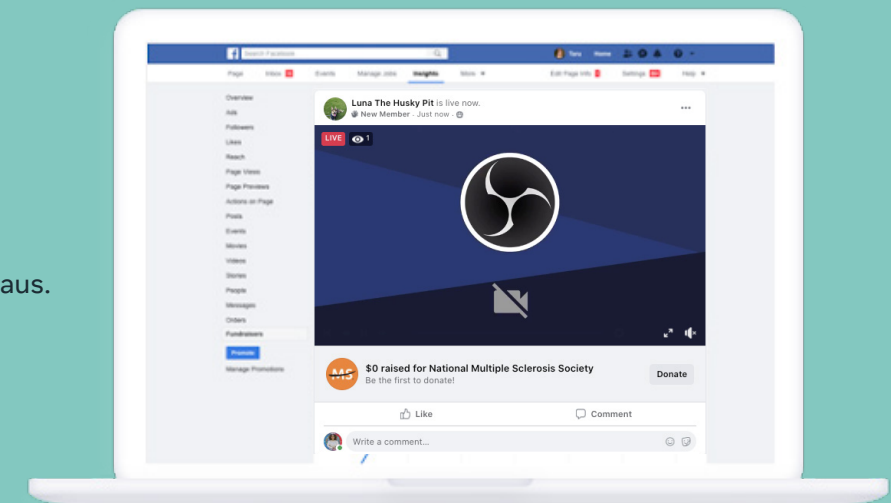 Search Facebook
Tara Home
Page Inbox Events Manage Jobs Insights More Edit Page Info Settings Help
Overview
Ads
Followers
Likes
Reach
Page Views
Page Previews
Actions on Page
Posts
Events
Movies
Videos
Stories
People
Messages
Orders
Fundraisers
Promote
Manage Promotions
aus.
Luna The Husky Pit is live now.
New Member · Just now ·
LIVE 1
MS
$0 raised for National Multiple Sclerosis Society
Be the first to donate!
Donate
Like Comment
Write a comment...